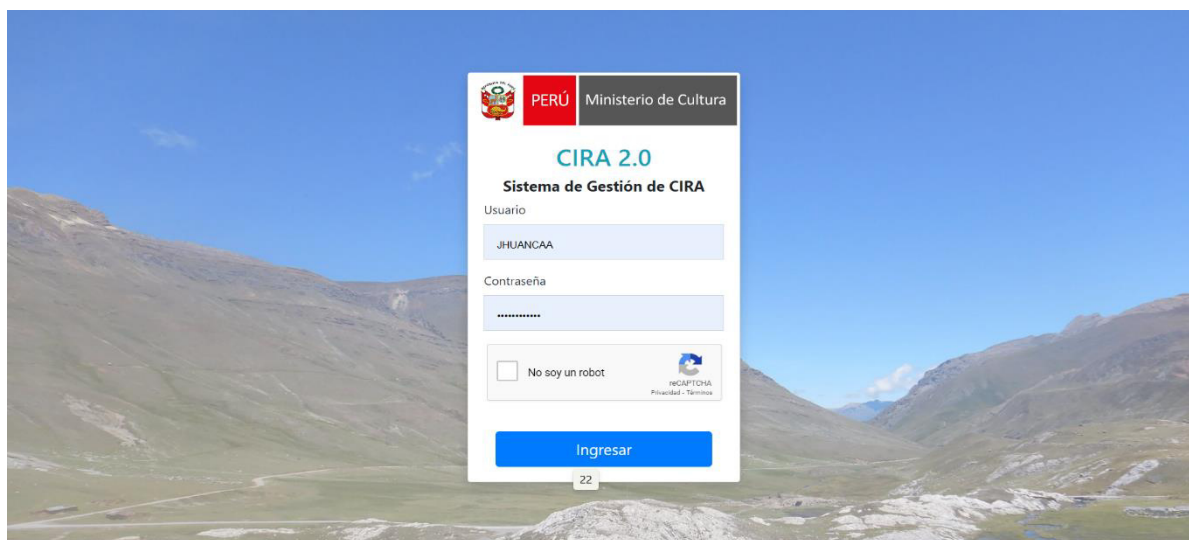 PERÚ
Ministerio de Cultura
CIRA 2.0
Sistema de Gestión de CIRA
Usuario
JHUANCAA
Contraseña
••••••••••••
No soy un robot
reCAPTCHA
Privacidad - Términos
Ingresar
22